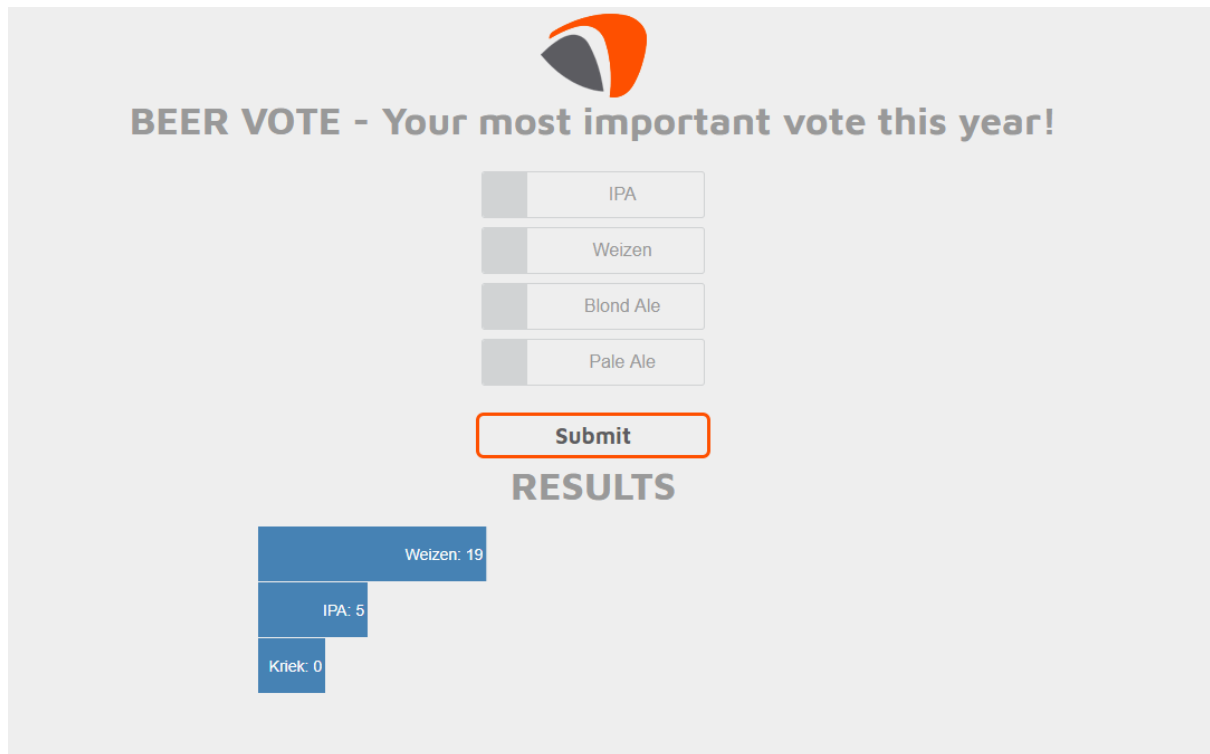 BEER VOTE - Your most important vote this year!
IPA
Weizen
Blond Ale
Pale Ale
Submit
RESULTS
Weizen: 19
IPA: 5
Kriek: 0